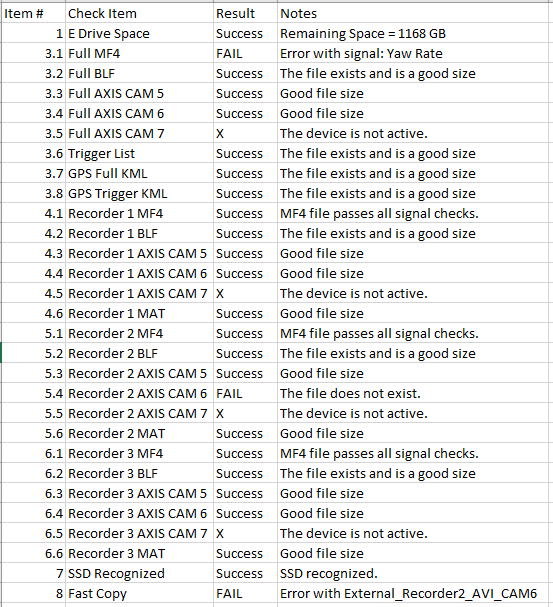 Item # Check Item Result Notes
1 E Drive Space Success Remaining Space = 1168 GB
3.1 Full MF4 FAIL Error with signal: Yaw Rate
3.2 Full BLF Success The file exists and is a good size
3.3 Full AXIS CAM 5 Success Good file size
3.4 Full AXIS CAM 6 Success Good file size
3.5 Full AXIS CAM 7 X The device is not active.
3.6 Trigger List Success The file exists and is a good size
3.7 GPS Full KML Success The file exists and is a good size
3.8 GPS Trigger KML Success The file exists and is a good size
4.1 Recorder 1 MF4 Success MF4 file passes all signal checks.
4.2 Recorder 1 BLF Success The file exists and is a good size
4.3 Recorder 1 AXIS CAM 5 Success Good file size
4.4 Recorder 1 AXIS CAM 6 Success Good file size
4.5 Recorder 1 AXIS CAM 7 X The device is not active.
4.6 Recorder 1 MAT Success Good file size
5.1 Recorder 2 MF4 Success MF4 file passes all signal checks.
5.2 Recorder 2 BLF Success The file exists and is a good size
5.3 Recorder 2 AXIS CAM 5 Success Good file size
5.4 Recorder 2 AXIS CAM 6 FAIL The file does not exist.
5.5 Recorder 2 AXIS CAM 7 X The device is not active.
5.6 Recorder 2 MAT Success Good file size
6.1 Recorder 3 MF4 Success MF4 file passes all signal checks.
6.2 Recorder 3 BLF Success The file exists and is a good size
6.3 Recorder 3 AXIS CAM 5 Success Good file size
6.4 Recorder 3 AXIS CAM 6 Success Good file size
6.5 Recorder 3 AXIS CAM 7 X The device is not active.
6.6 Recorder 3 MAT Success Good file size
7 SSD Recognized Success SSD recognized.
8 Fast Copy FAIL Error with External_Recorder2_AVI_CAM6